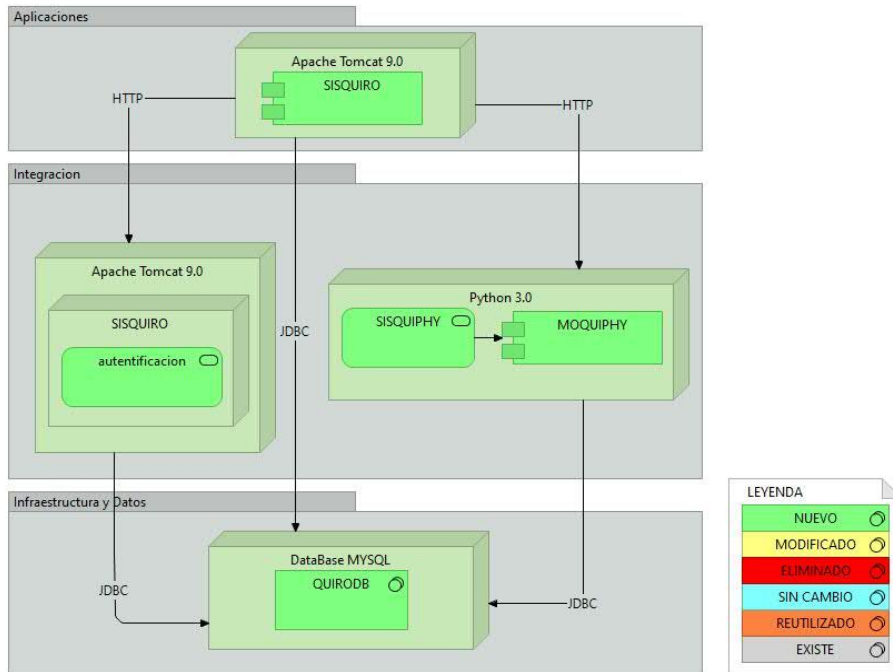 Aplicaciones
Apache Tomcat 9.0
SISQUIRO
HTTP
HTTP
Integracion
Apache Tomcat 9.0
SISQUIRO
autentificacion
JDBC
Python 3.0
SISQUIPHY
MOQUIPHY
Infraestructura y Datos
DataBase MYSQL
QUIRODB
JDBC
JDBC
LEYENDA
NUEVO
MODIFICADO
ELIMINADO
SIN CAMBIO
REUTILIZADO
EXISTE